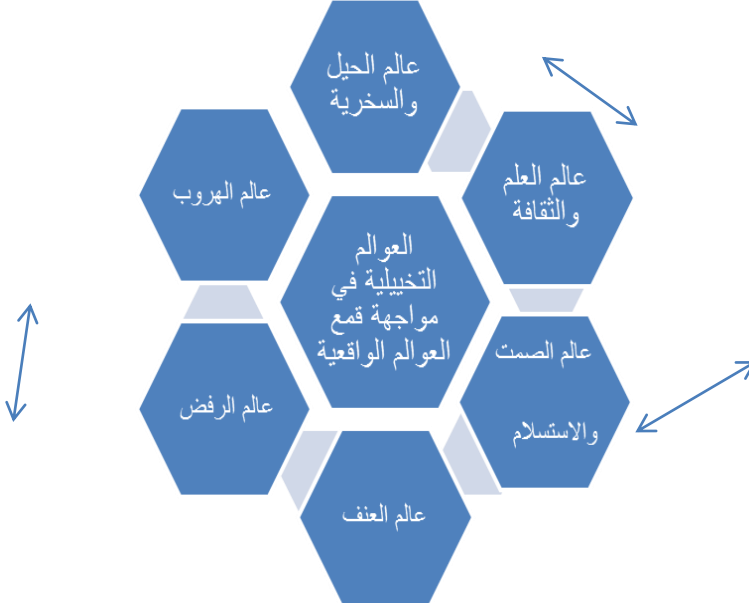 عالم الحيل
والسخرية
عالم العلم
والثقافة
عالم الهروب
العوالم
التخييلية في
مواجهة قمع
العوالم الواقعية
عالم الصمت
والاستسلام
عالم الرفض
عالم العنف